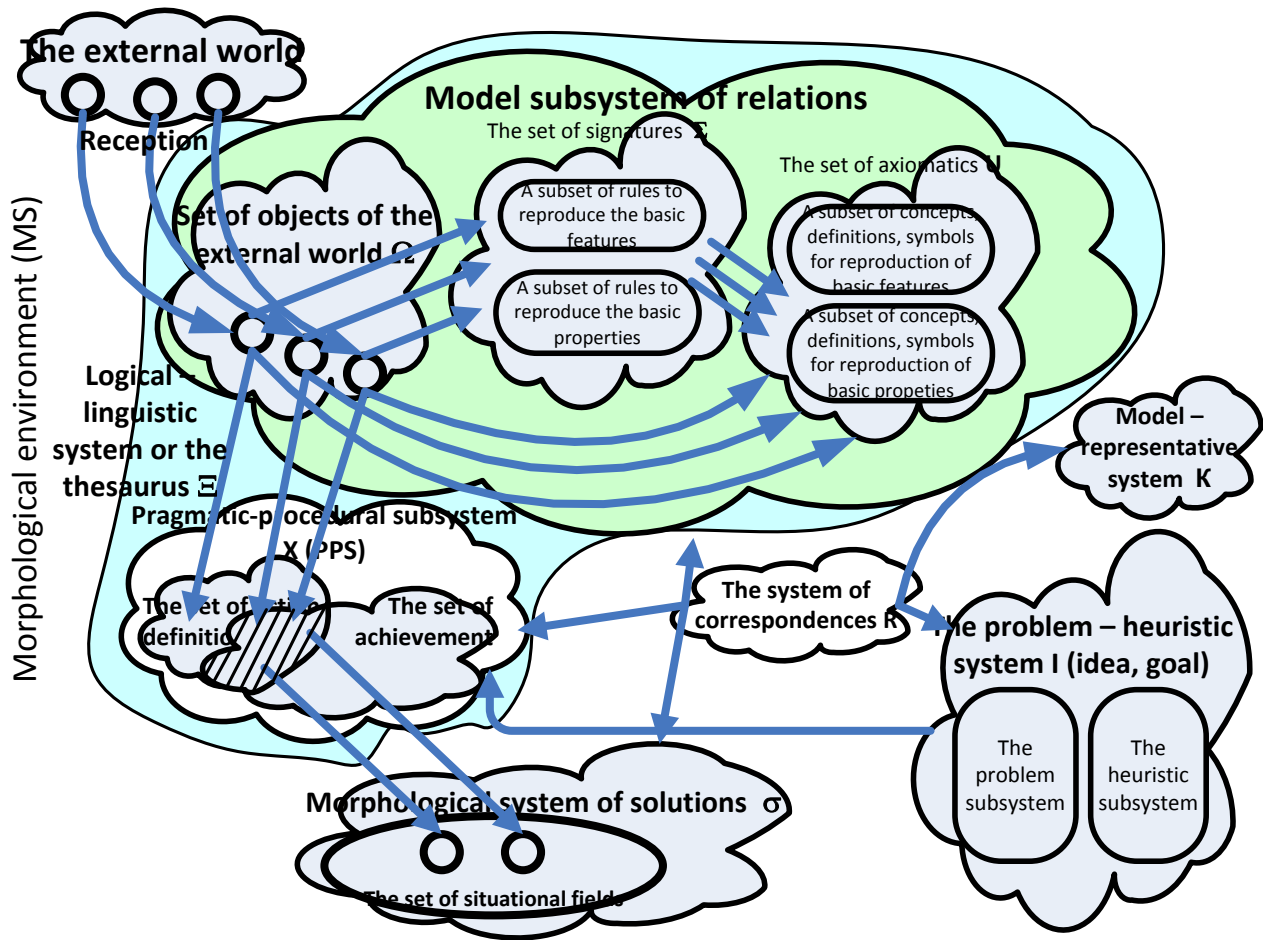 Morphological environment (MS)
The external world
Reception
Model subsystem of relations
The set of signatures Σ
The set of axiomatics
Set of objects of the
external world Ω
A subset of rules to
reproduce the basic
features
A subset of rules to
reproduce the basic
properties
A subset of concepts,
definitions, symbols
for reproduction of
basic features
A subset of concepts,
definitions, symbols
for reproduction of
basic propeties
Logical –
linguistic
system or the
thesaurus Ξ
Pragmatic-procedural subsystem
X (PPS)
The set of
The set of
achievement
Model –
representative
system K
The system of
correspondences R
The problem – heuristic
system I (idea, goal)
The
problem
subsystem
The
heuristic
subsystem
Morphological system of solutions σ
The set of situational fields